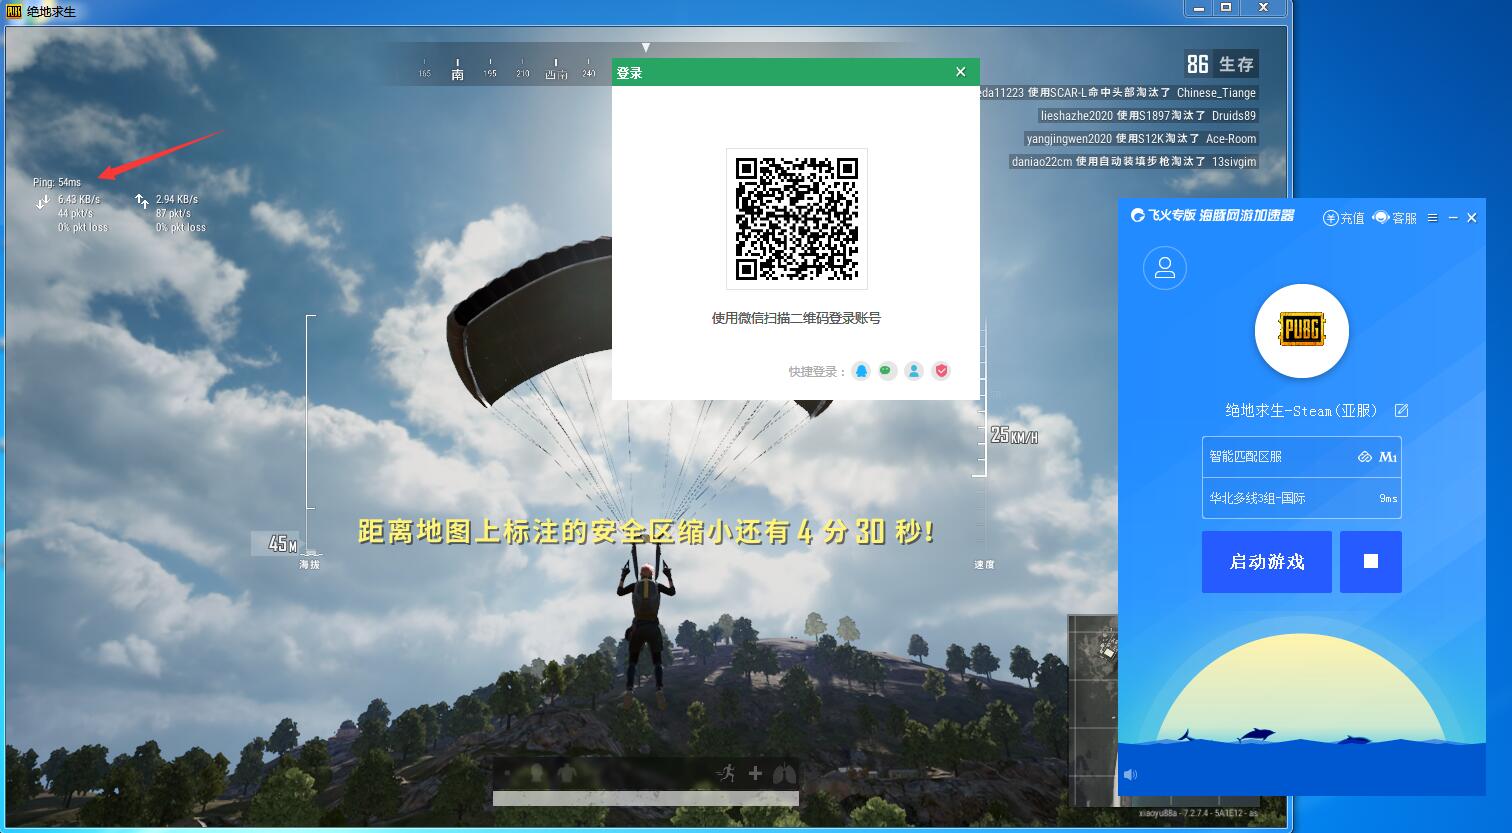 绝地求生
165 南 195 210 西南 240
登录
86 生存
eda11223 使用SCAR-L命中头部淘汰了 Chinese_Tiange
lieshazhe2020 使用S1897淘汰了 Druids89
yangjingwen2020 使用S12K淘汰了 Ace-Room
daniao22cm 使用自动装填步枪淘汰了 13sivgim
Ping: 54ms
6.43 KB/s 2.94 KB/s
44 pkt/s 87 pkt/s
0% pkt loss 0% pkt loss
使用微信扫描二维码登录账号
快捷登录：
25 KM/H
距离地图上标注的安全区缩小还有 4 分 30 秒!
45M
海拔
速度
飞火专版 海豚网游加速器 充值 客服
PUBG
绝地求生-Steam(亚服)
智能匹配区服 M1
华北多线3组-国际 9ms
启动游戏
xiaoyu88a - 7.2.7.4 - 5A1E12 - as